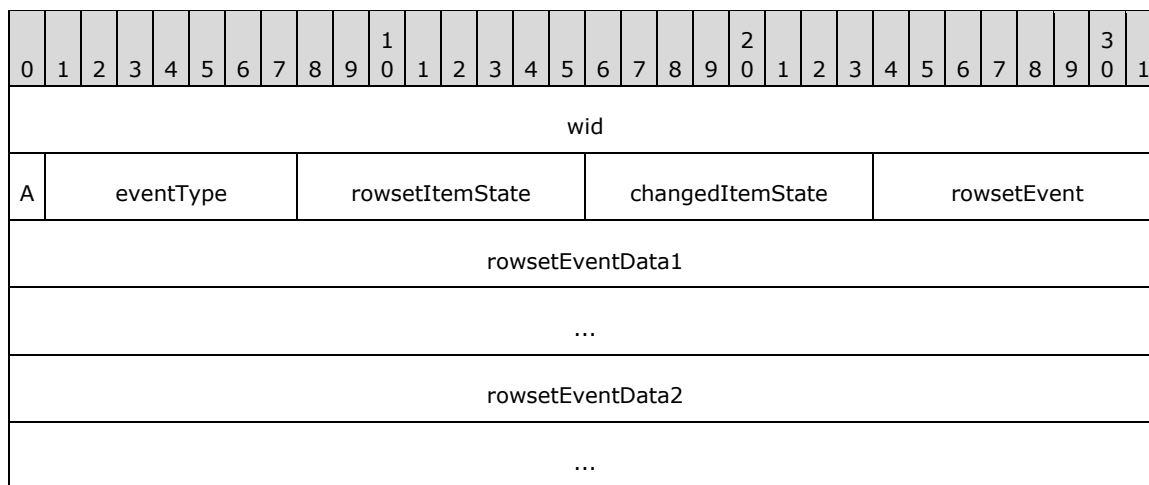 1 2 3
0 1 2 3 4 5 6 7 8 9 0 1 2 3 4 5 6 7 8 9 0 1 2 3 4 5 6 7 8 9 0 1
wid
A eventType rowsetItemState changedItemState rowsetEvent
rowsetEventData1
...
rowsetEventData2
...